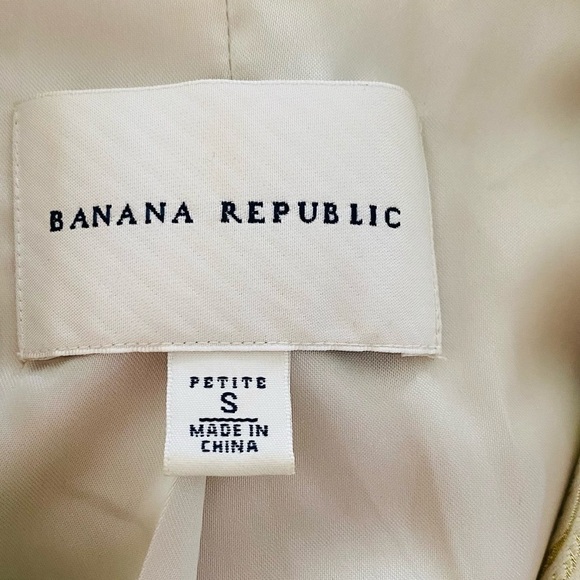 BANANA REPUBLIC
PETITE
S
MADE IN
CHINA